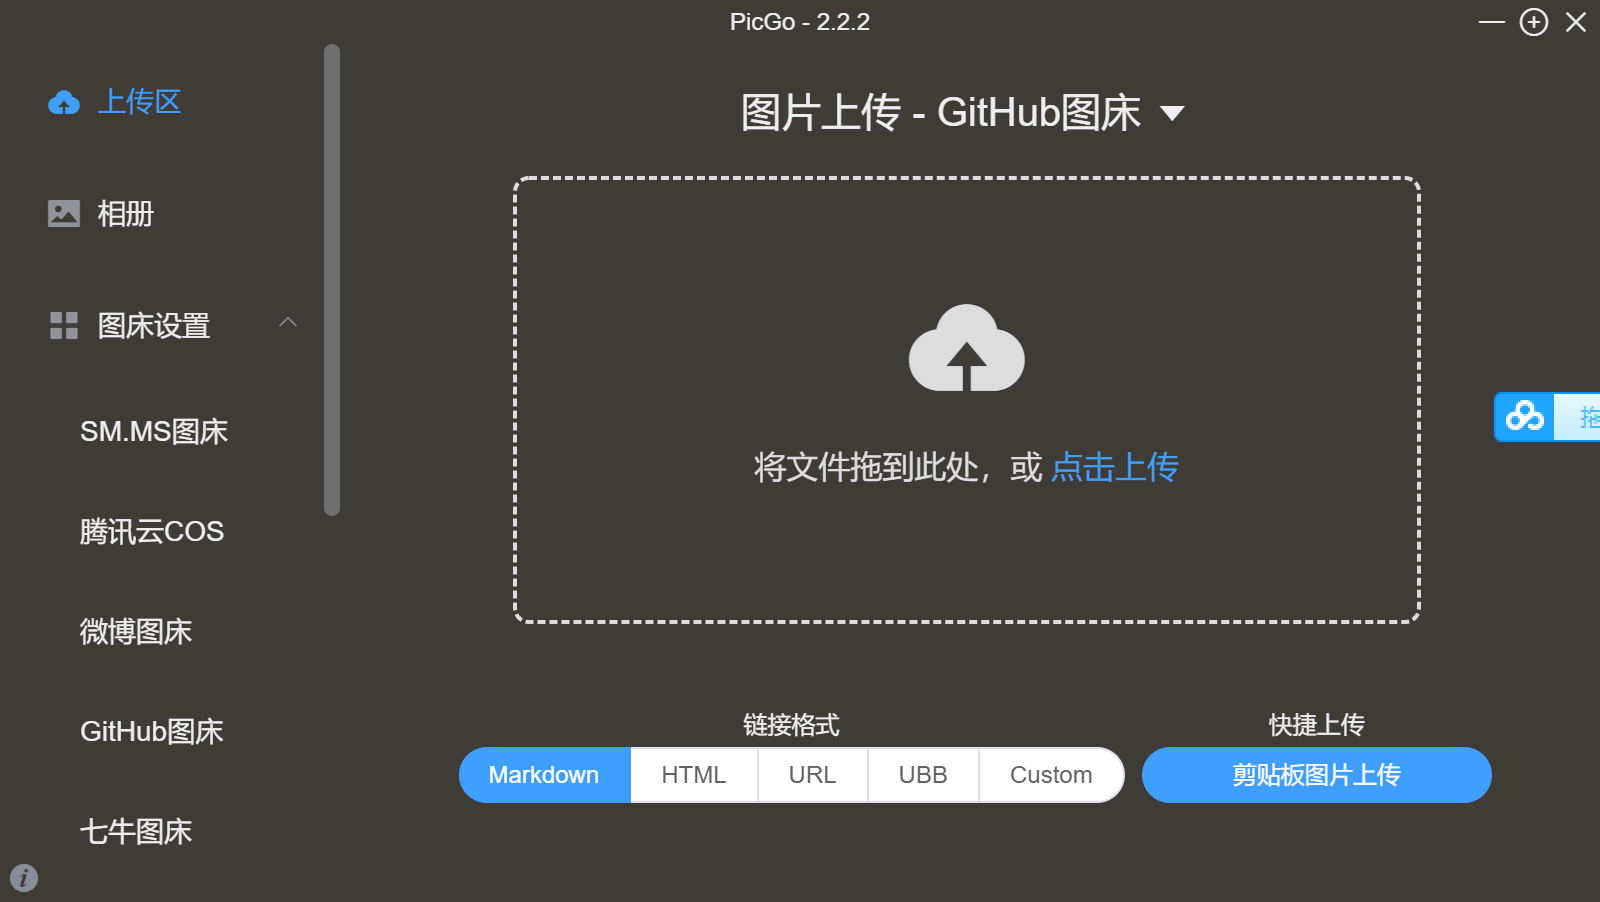 PicGo - 2.2.2
上传区
相册
图床设置
SM.MS图床
腾讯云COS
微博图床
GitHub图床
七牛图床
图片上传 - GitHub图床
将文件拖到此处，或 点击上传
链接格式
Markdown HTML URL UBB Custom
快捷上传
剪贴板图片上传
拖